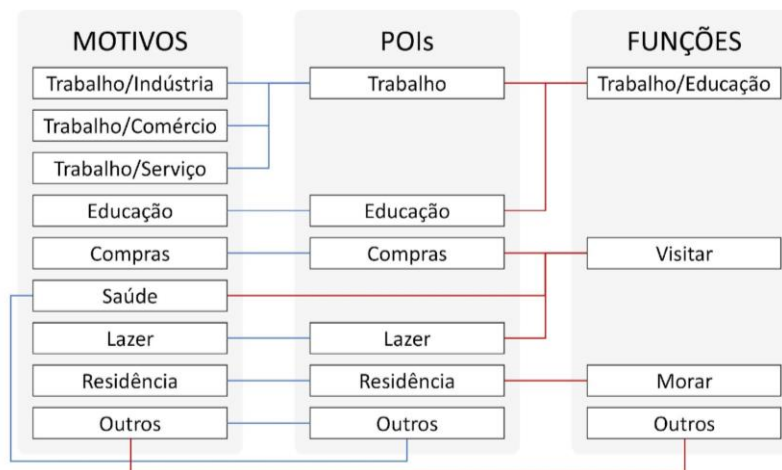 MOTIVOS
Trabalho/Indústria
Trabalho/Comércio
Trabalho/Serviço
Educação
Compras
Saúde
Lazer
Residência
Outros
POIs
Trabalho
Educação
Compras
Lazer
Residência
Outros
FUNÇÕES
Trabalho/Educação
Visitar
Morar
Outros